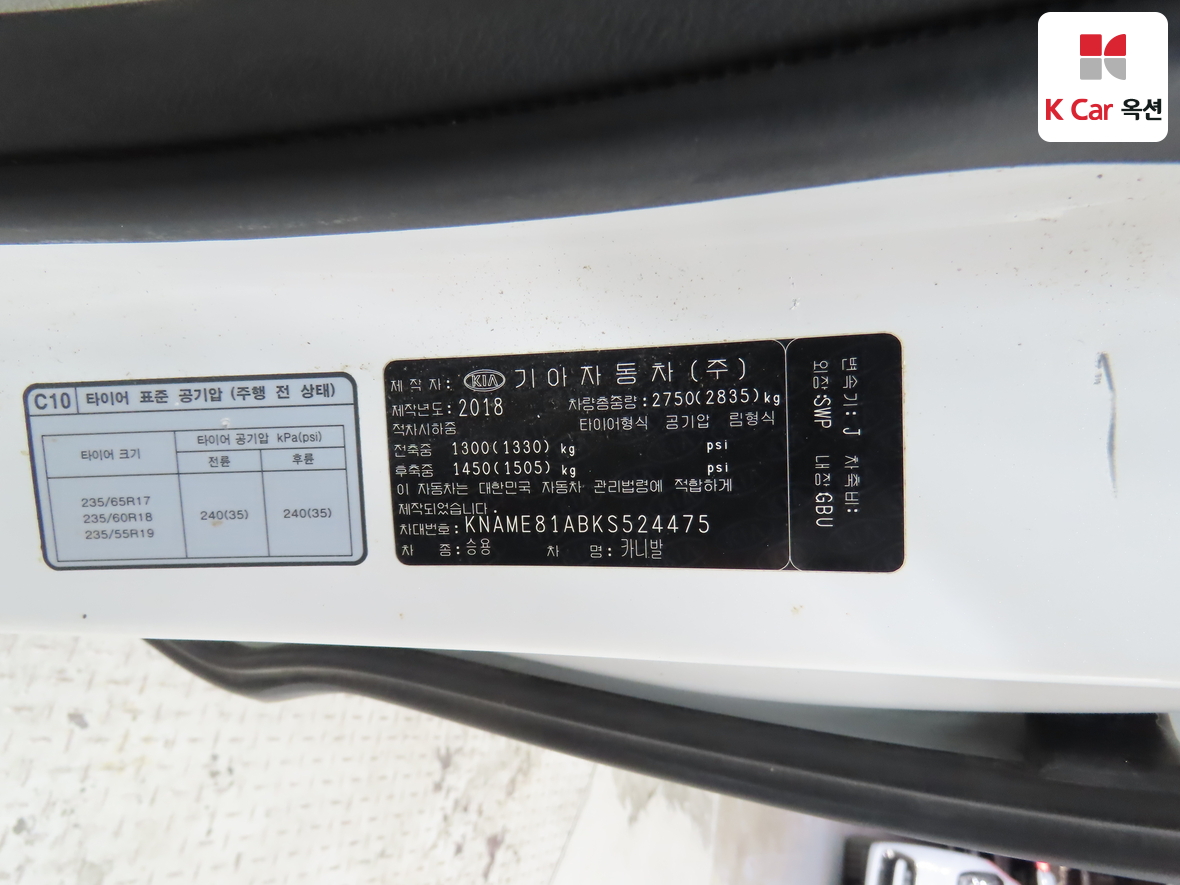 K Car 옥션
C10 타이어 표준 공기압 (주행 전 상태)
타이어 크기
타이어 공기압 kPa(psi)
전륜 후륜
235/65R17
235/60R18
235/55R19
240(35) 240(35)
제 작 자: KIA 기아자동차(주)
제작년도:2018 차량총중량:2750(2835)kg
적차시하중 타이어형식 공기압 림형식
전축중 1300(1330) kg psi
후축중 1450(1505) kg psi
이 자동차는 대한민국 자동차 관리법령에 적합하게
제작되었습니다.
차대번호:KNAME81ABKS524475
차 종:승용 차 명:카니발
변속기:J 차축비:
외장:SWP 내장:GBU